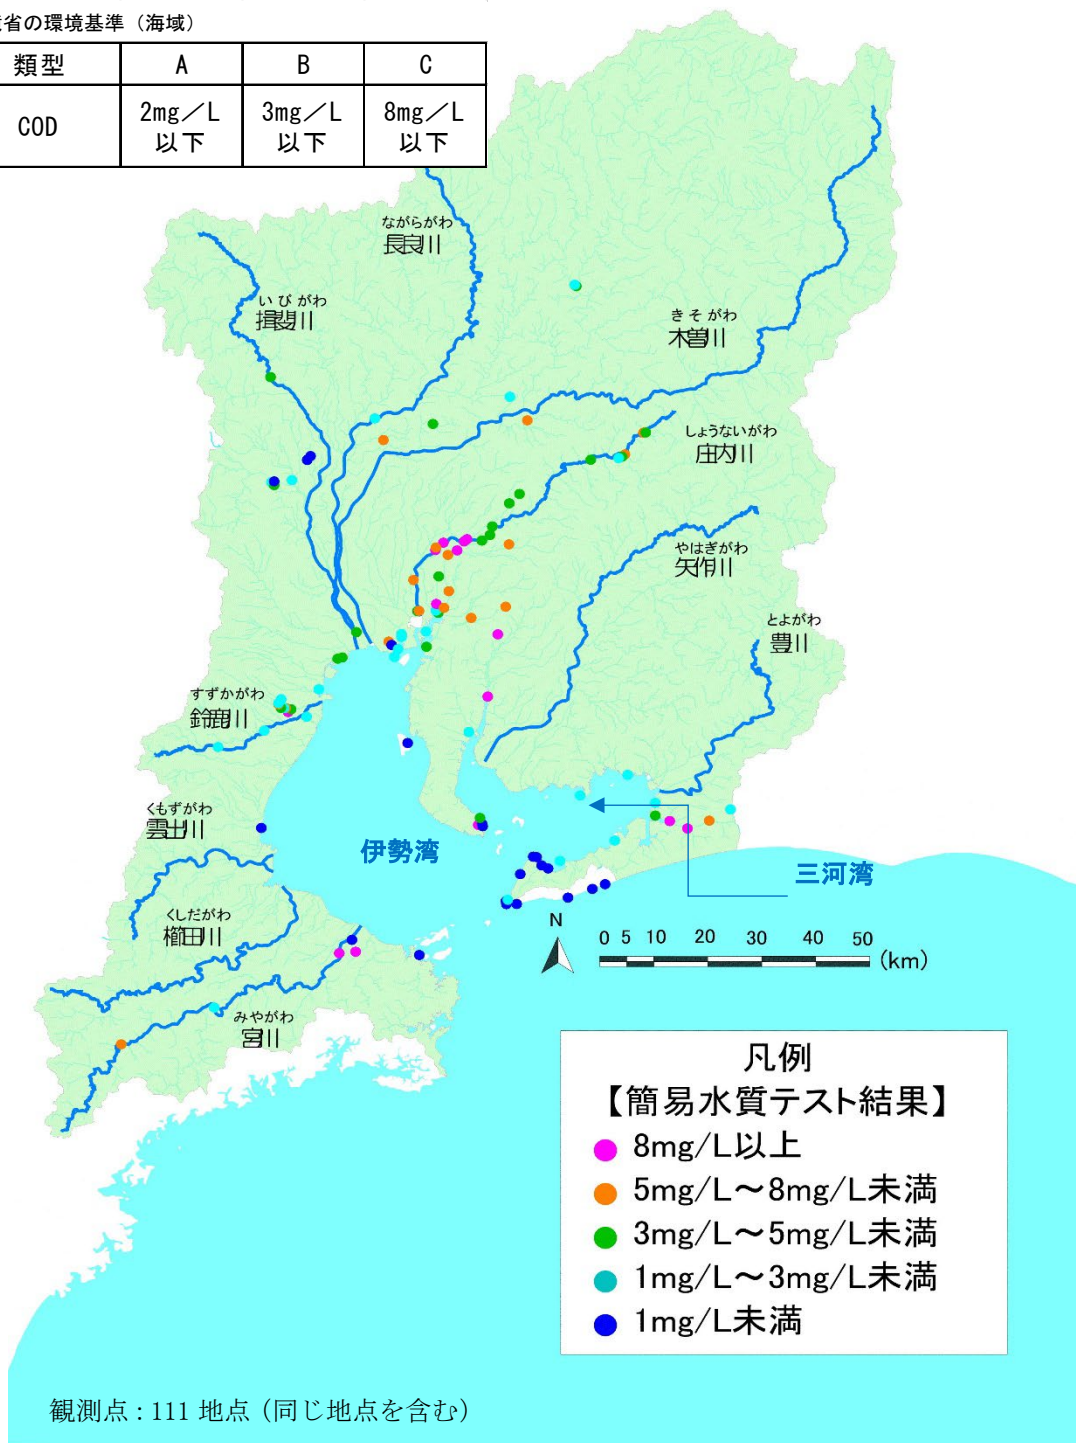 省の環境基準（海域）
類型 A B C
COD 2mg／L以下 3mg／L以下 8mg／L以下
ながらがわ
長良川
いびがわ
揖斐川
きそがわ
木曽川
しょうないがわ
庄内川
やはぎがわ
矢作川
とよがわ
豊川
すずかがわ
鈴鹿川
くもずがわ
雲出川
伊勢湾
三河湾
くしだがわ
櫛田川
みやがわ
宮川
N
0 5 10 20 30 40 50
(km)
凡例
【簡易水質テスト結果】
8mg/L以上
5mg/L～8mg/L未満
3mg/L～5mg/L未満
1mg/L～3mg/L未満
1mg/L未満
観測点：111 地点（同じ地点を含む）